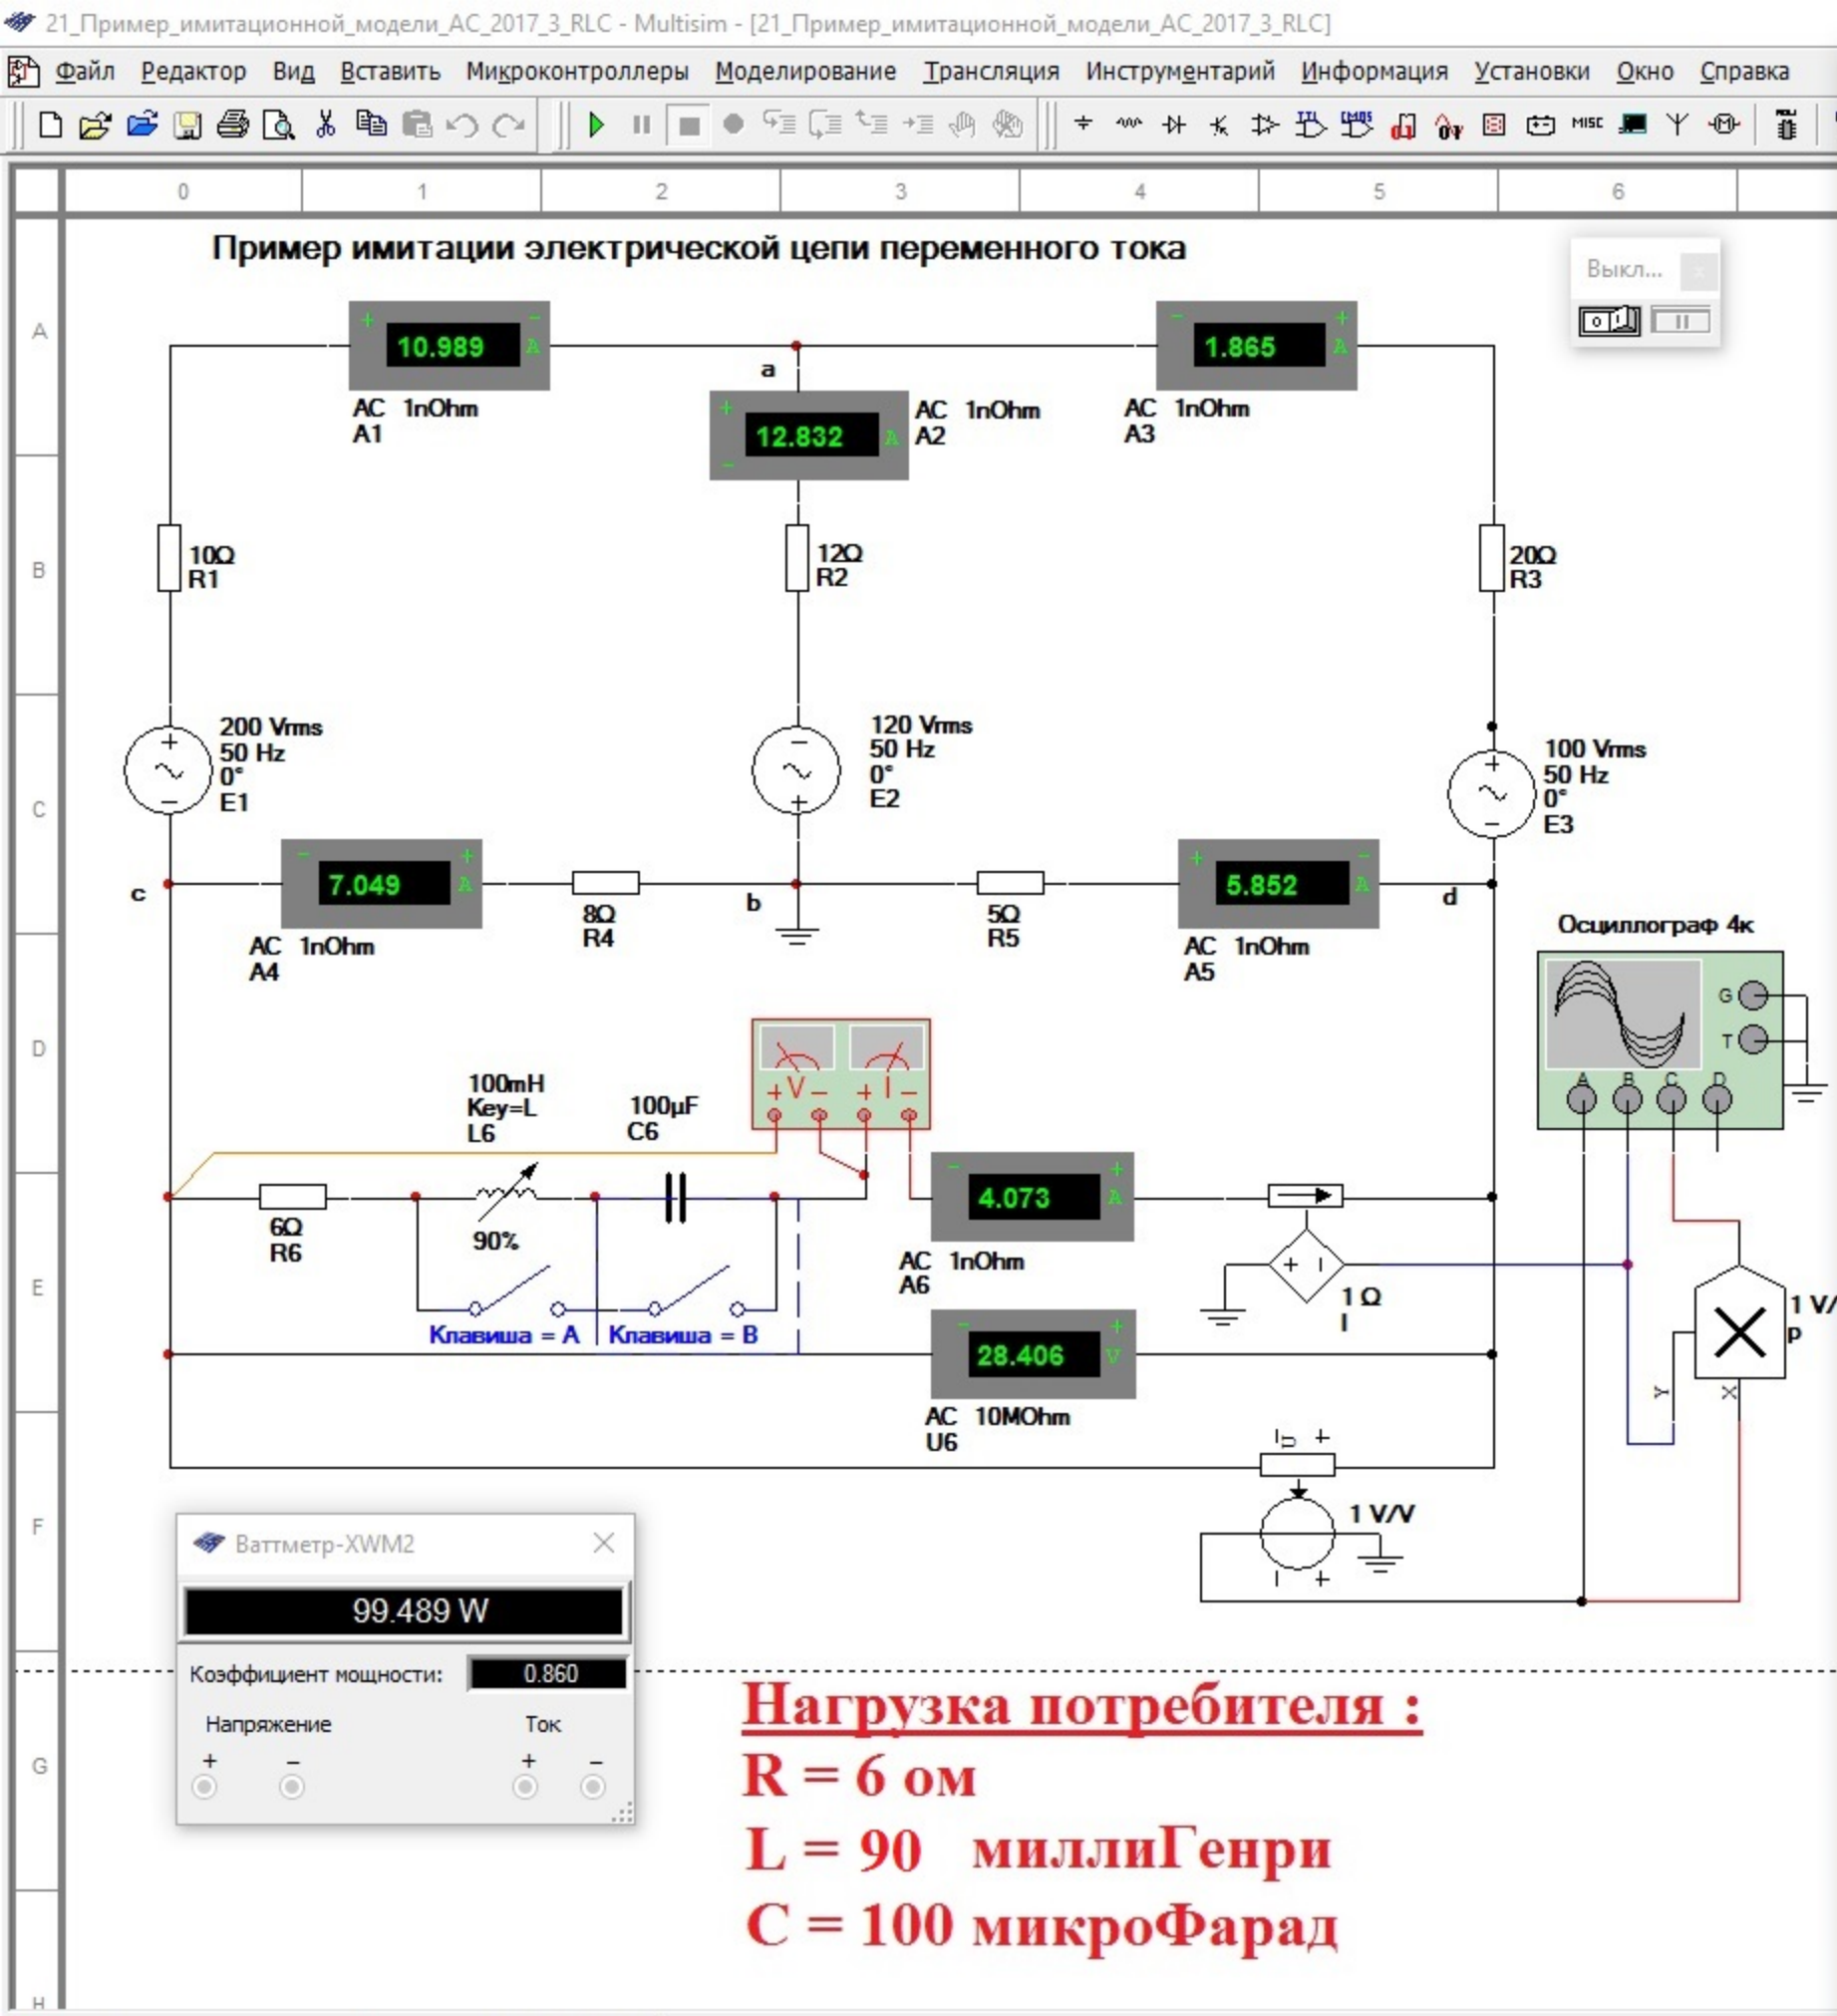 21_Пример_имитационной_модели_AC_2017_3_RLC - Multisim - [21_Пример_имитационной_модели_AC_2017_3_RLC]
Файл Редактор Вид Вставить Микроконтроллеры Моделирование Трансляция Инструментарий Информация Установки Окно Справка
MISC
0 1 2 3 4 5 6
Пример имитации электрической цепи переменного тока
Выкл...
A
10.989 A
AC 1nOhm
A1
a
12.832 A
AC 1nOhm
A2
1.865 A
AC 1nOhm
A3
B
10Ω
R1
12Ω
R2
20Ω
R3
C
200 Vrms
50 Hz
0°
E1
120 Vrms
50 Hz
0°
E2
100 Vrms
50 Hz
0°
E3
c
7.049 A
AC 1nOhm
A4
8Ω
R4
b
5Ω
R5
5.852 A
AC 1nOhm
A5
d
Осциллограф 4к
G
T
A B C D
D
V I
100mH
Key=L
L6
100µF
C6
6Ω
R6
90%
4.073 A
AC 1nOhm
A6
E
Клавиша = A Клавиша = B
1 Ω
I
1 V/
p
Y X
28.406 V
AC 10MOhm
U6
U
F
1 V/V
Ваттметр-XWM2
99.489 W
Коэффициент мощности: 0.860
Напряжение Ток
+ − + −
G
Нагрузка потребителя :
R = 6 ом
L = 90 миллиГенри
C = 100 микроФарад
H